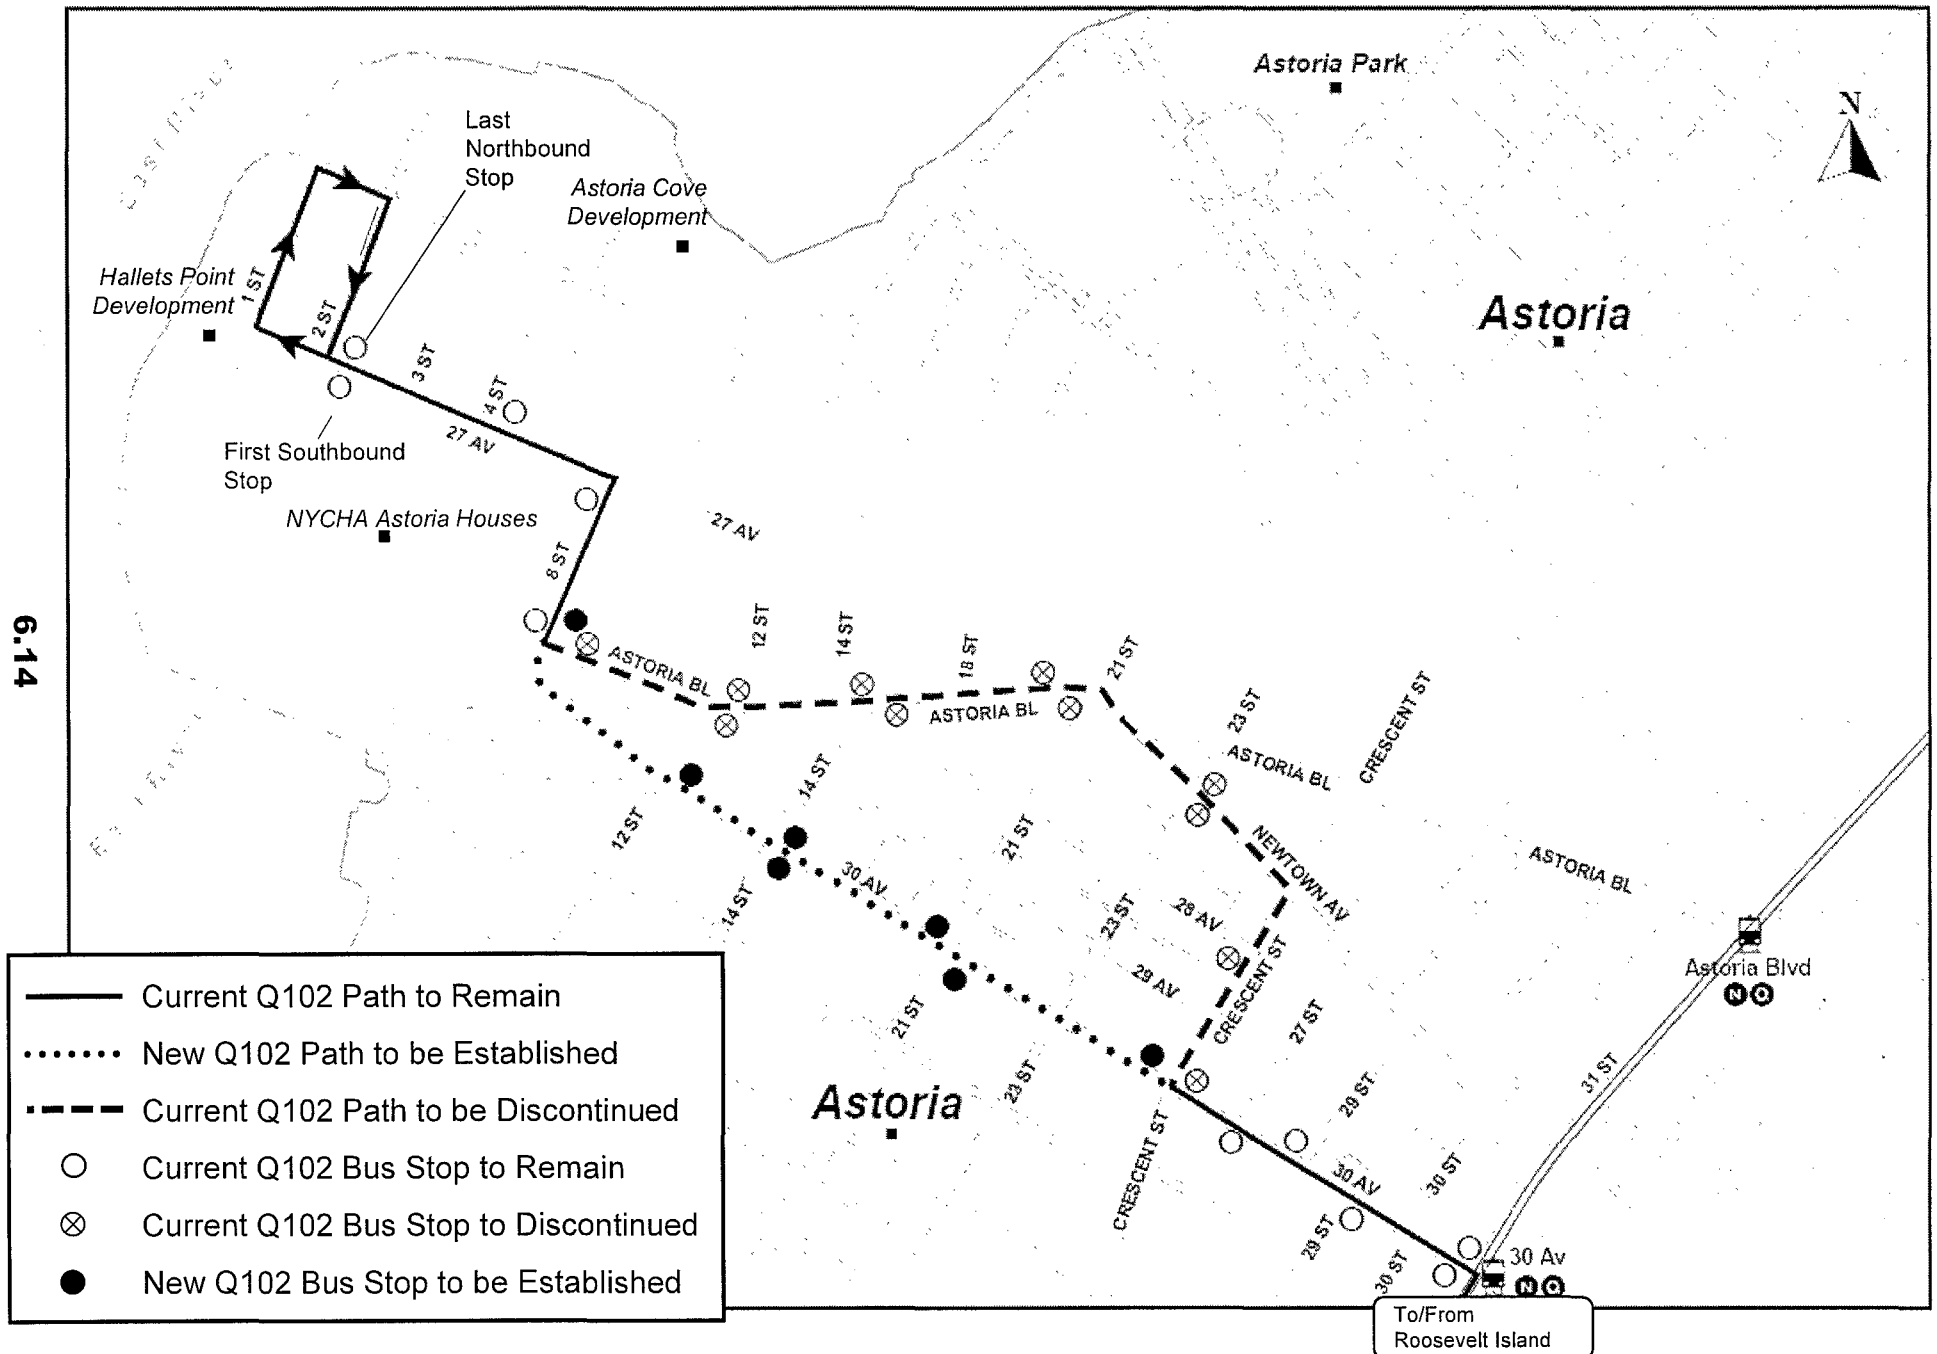 Astoria Park
N
Last
Northbound
Stop
Astoria Cove
Development
Hallets Point
Development
1 ST
2 ST
3 ST
4 ST
27 AV
Astoria
First Southbound
Stop
NYCHA Astoria Houses
27 AV
8 ST
6.14
12 ST
14 ST
18 ST
21 ST
ASTORIA BL
ASTORIA BL
23 ST
CRESCENT ST
ASTORIA BL
14 ST
12 ST
21 ST
NEWTOWN AV
ASTORIA BL
30 AV
14 ST
23 ST
28 AV
29 AV
CRESCENT ST
Astoria Blvd
N Q
21 ST
27 ST
23 ST
31 ST
29 ST
Astoria
CRESCENT ST
30 AV
30 ST
29 ST
30 ST
30 Av
N Q
To/From
Roosevelt Island
Current Q102 Path to Remain
New Q102 Path to be Established
Current Q102 Path to be Discontinued
Current Q102 Bus Stop to Remain
Current Q102 Bus Stop to Discontinued
New Q102 Bus Stop to be Established